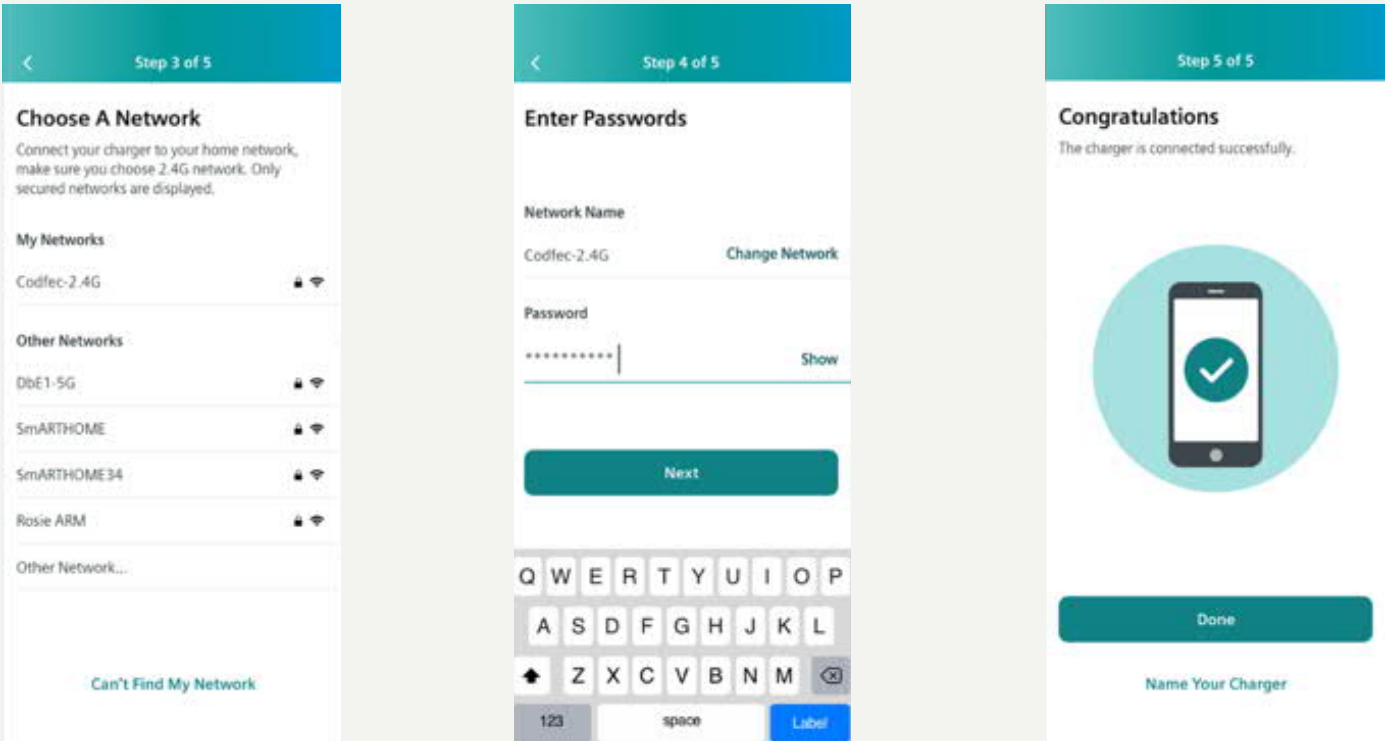 Step 3 of 5
Choose A Network
Connect your charger to your home network,
make sure you choose 2.4G network. Only
secured networks are displayed.
My Networks
Codfec-2.4G
Other Networks
DbE1-5G
SmARTHOME
SmARTHOME34
Rosie ARM
Other Network...
Can't Find My Network
Step 4 of 5
Enter Passwords
Network Name
Codfec-2.4G Change Network
Password
********** Show
Next
Q W E R T Y U I O P
A S D F G H J K L
Z X C V B N M
123 space Label
Step 5 of 5
Congratulations
The charger is connected successfully.
Done
Name Your Charger